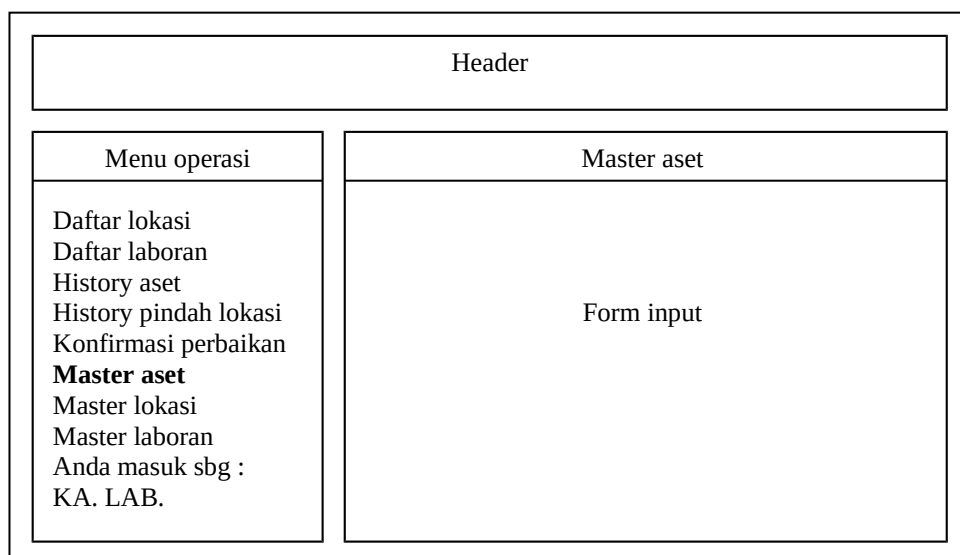 Header
Menu operasi
Daftar lokasi
Daftar laboran
History aset
History pindah lokasi
Konfirmasi perbaikan
Master aset
Master lokasi
Master laboran
Anda masuk sbg :
KA. LAB.
Master aset
Form input